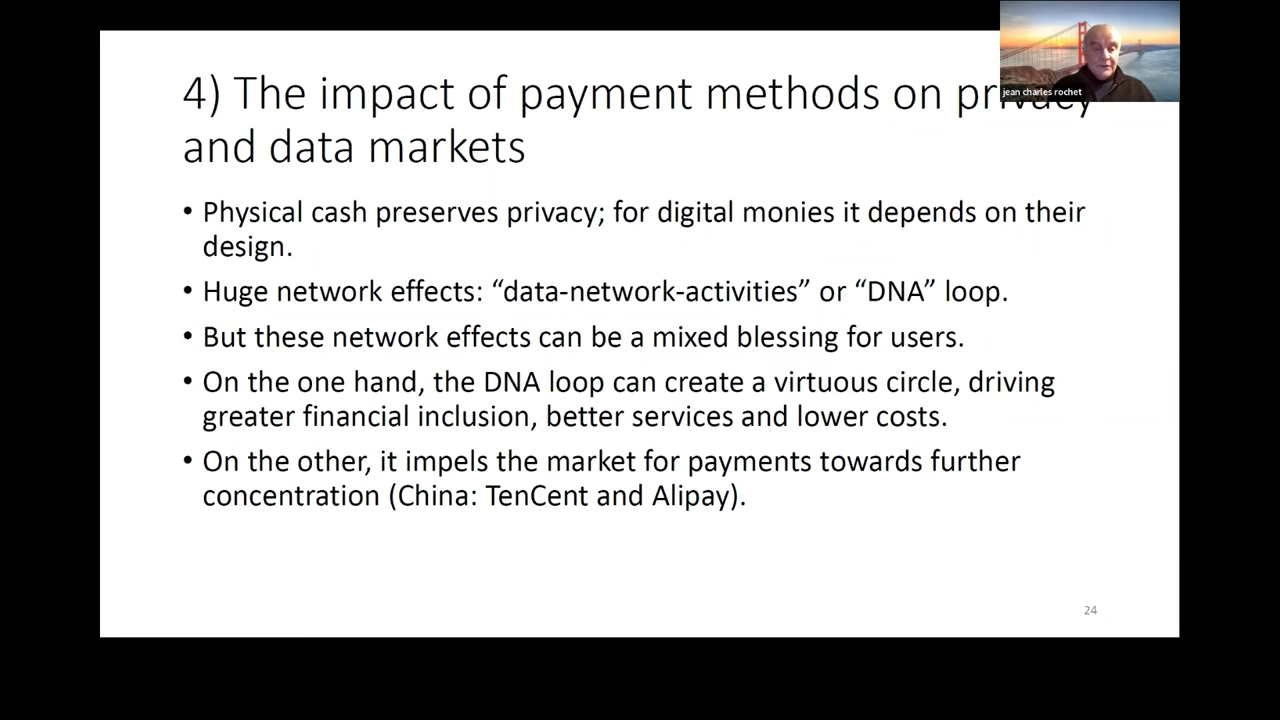 jean charles rochet
4) The impact of payment methods on privacy
and data markets
• Physical cash preserves privacy; for digital monies it depends on their
design.
• Huge network effects: “data-network-activities” or “DNA” loop.
• But these network effects can be a mixed blessing for users.
• On the one hand, the DNA loop can create a virtuous circle, driving
greater financial inclusion, better services and lower costs.
• On the other, it impels the market for payments towards further
concentration (China: TenCent and Alipay).
24